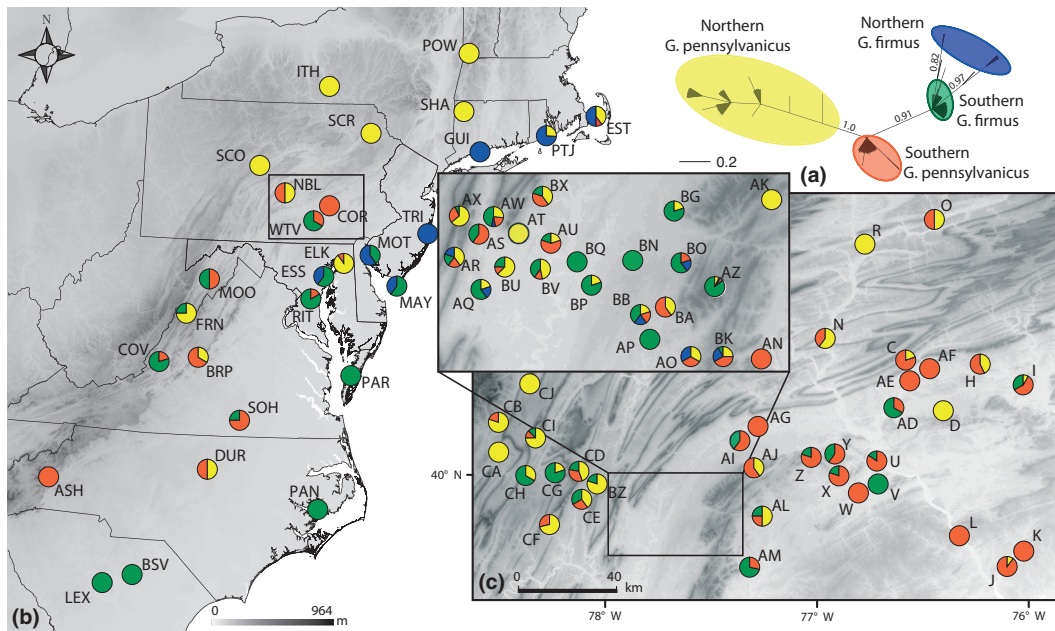 Northern
G. pennsylvanicus
Northern
G. firmus
0.82
0.97
Southern
G. firmus
0.91
1.0
Southern
G. pennsylvanicus
0.2
(a)
POW
ITH
SHA
SCR
EST
GUI
PTJ
SCO
NBL
COR
WTV
TRI
ELK
MOT
ESS
MAY
MOO
RIT
FRN
COV
BRP
PAR
SOH
DUR
ASH
PAN
BSV
LEX
(b)
0
964
m
BX
AX
AW
BG
AK
AT
AS
AU
BQ
BN
BO
AR
BU
BV
BP
AZ
AQ
BB
BA
AP
AO
BK
AN
O
R
N
C
AF
I
AE
H
AD
D
CJ
CB
CI
AG
CA
CD
AI
AJ
Y
U
Z
40° N
CH
CG
BZ
X
V
W
CE
AL
CF
L
K
AM
J
(c)
0
40
km
78° W
77° W
76° W